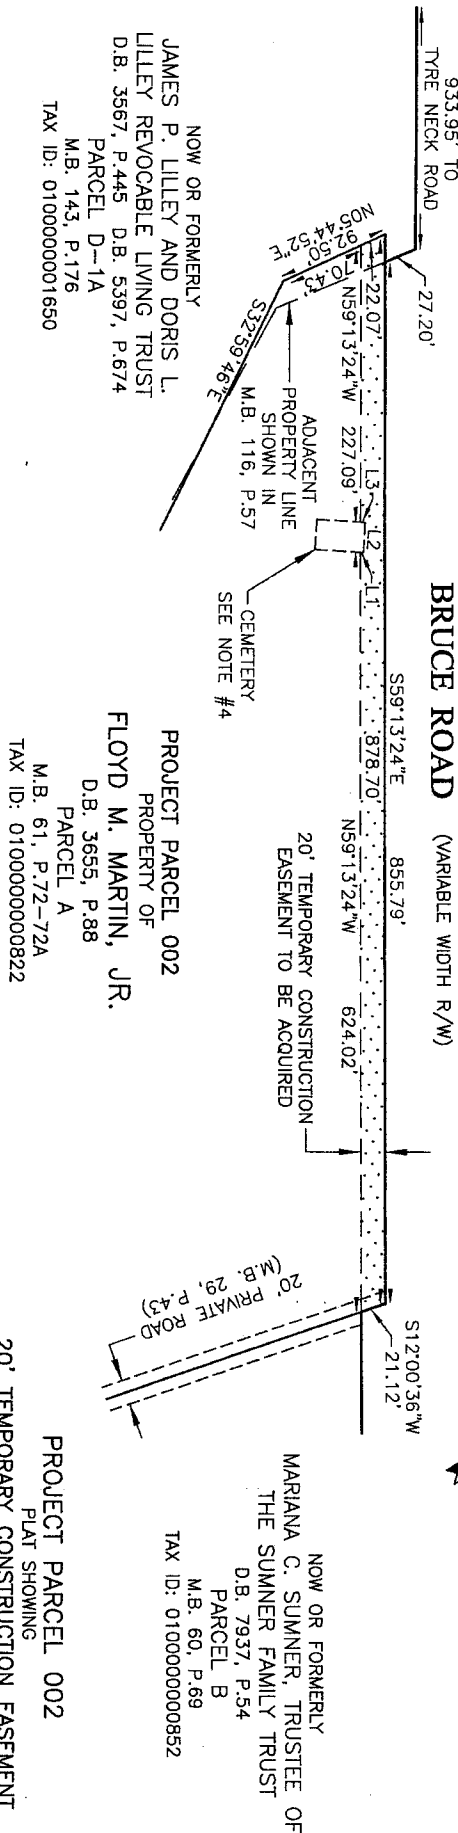 933.95' TO
TYRE NECK ROAD
27.20'
BRUCE ROAD (VARIABLE WIDTH R/W)
S59°13'24"E 855.79'
878.70'
22.07'
N59°13'24"W 227.09'
L3
L2
L1
N59°13'24"W 624.02'
N05°44'52"E
92.50'
70.43'
S32°59'46"E
ADJACENT
PROPERTY LINE
SHOWN IN
M.B. 116, P.57
CEMETERY
SEE NOTE #4
20' TEMPORARY CONSTRUCTION
EASEMENT TO BE ACQUIRED
S12°00'36"W
21.12'
20' PRIVATE ROAD
(M.B. 29, P.43)
NOW OR FORMERLY
JAMES P. LILLEY AND DORIS L.
LILLEY REVOCABLE LIVING TRUST
D.B. 3567, P.445 D.B. 5397, P.674
PARCEL D-1A
M.B. 143, P.176
TAX ID: 0100000001650
PROJECT PARCEL 002
PROPERTY OF
FLOYD M. MARTIN, JR.
D.B. 3655, P.88
PARCEL A
M.B. 61, P.72-72A
TAX ID: 0100000000822
NOW OR FORMERLY
MARIANA C. SUMNER, TRUSTEE OF
THE SUMNER FAMILY TRUST
D.B. 7937, P.54
PARCEL B
M.B. 60, P.69
TAX ID: 010000000852
PROJECT PARCEL 002
PLAT SHOWING
20' TEMPORARY CONSTRUCTION EASEMENT